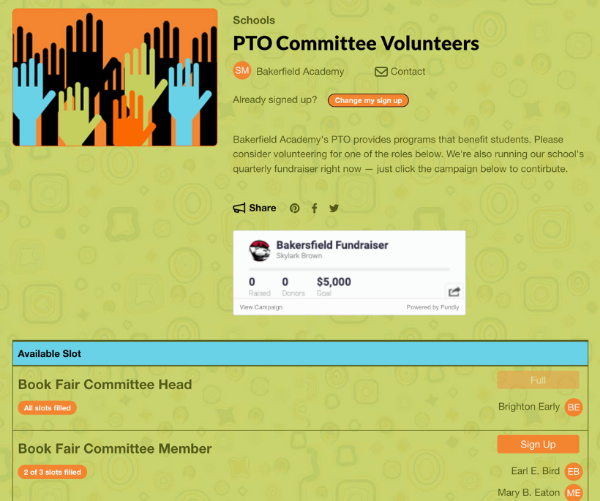 Schools
PTO Committee Volunteers
SM Bakerfield Academy Contact
Already signed up? Change my sign up
Bakerfield Academy's PTO provides programs that benefit students. Please
consider volunteering for one of the roles below. We're also running our school's
quarterly fundraiser right now — just click the campaign below to contirbute.
Share
Bakersfield Fundraiser
Skylark Brown
0 0 $5,000
Raised Donors Goal
View Campaign Powered by Fundly
Available Slot
Book Fair Committee Head Full
All slots filled Brighton Early BE
Book Fair Committee Member Sign Up
2 of 3 slots filled Earl E. Bird EB
Mary B. Eaton ME